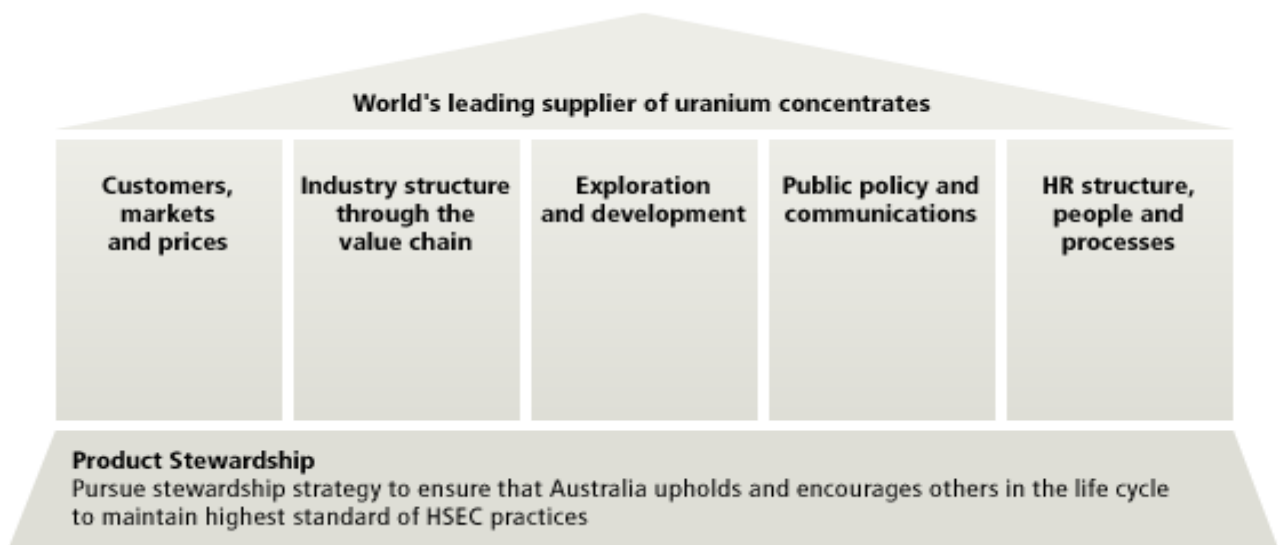 World's leading supplier of uranium concentrates
Customers,
markets
and prices
Industry structure
through the
value chain
Exploration
and development
Public policy and
communications
HR structure,
people and
processes
Product Stewardship
Pursue stewardship strategy to ensure that Australia upholds and encourages others in the life cycle
to maintain highest standard of HSEC practices